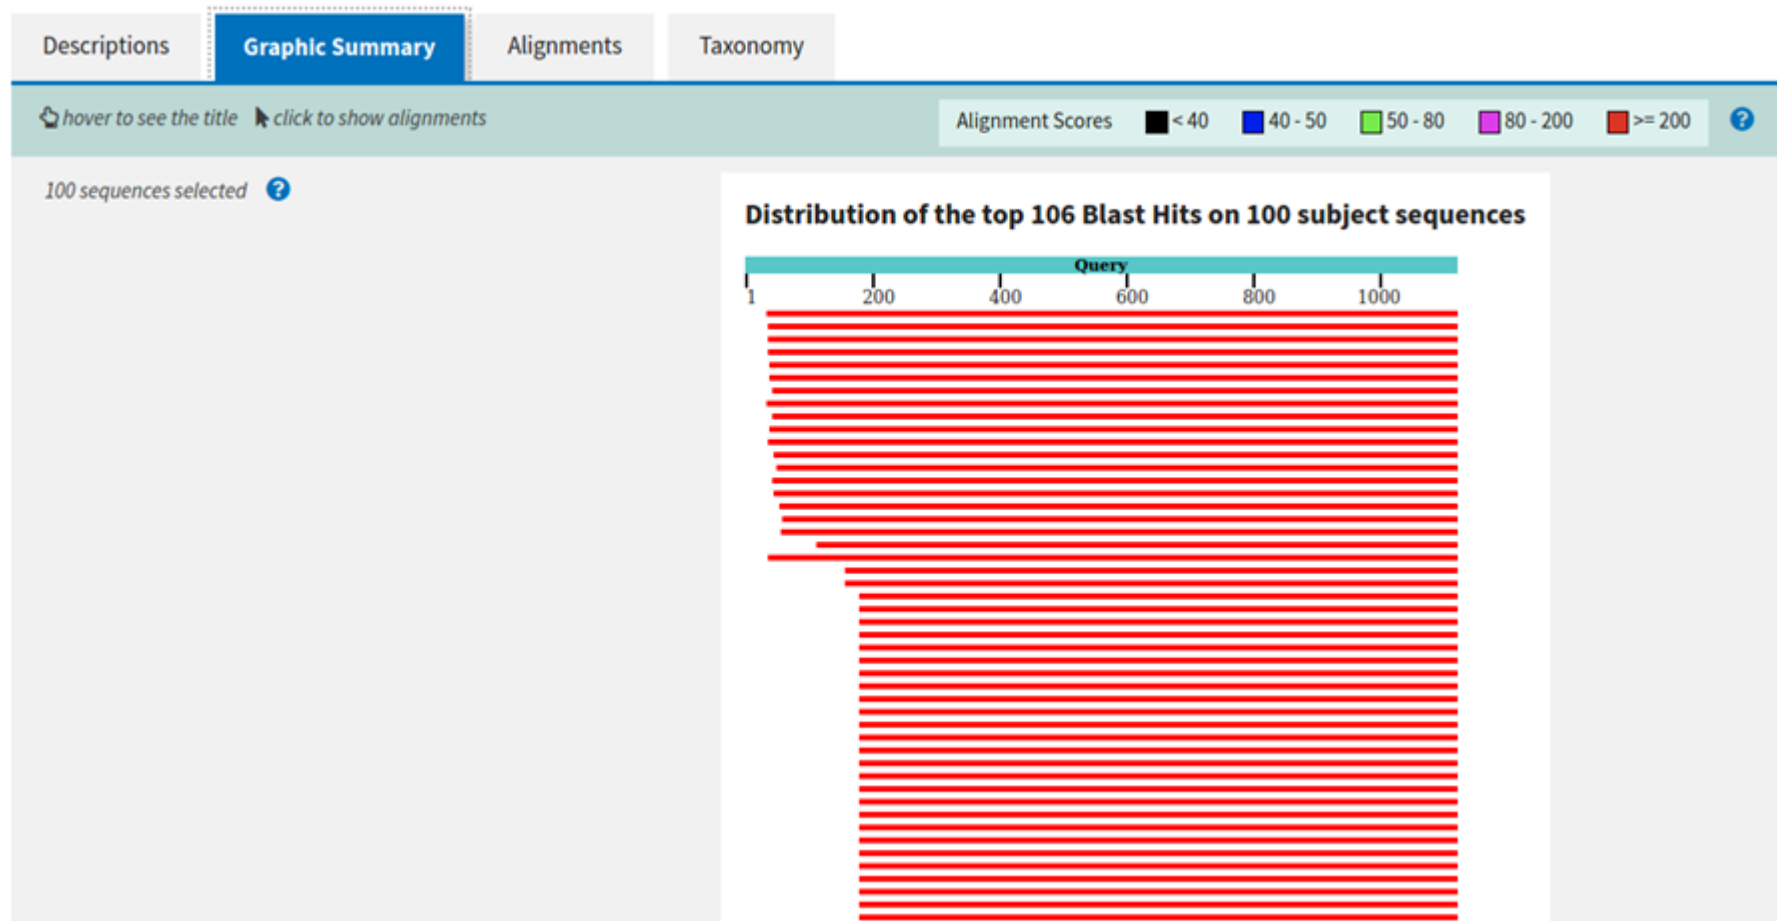 Descriptions Graphic Summary Alignments Taxonomy
hover to see the title click to show alignments Alignment Scores < 40 40 - 50 50 - 80 80 - 200 >= 200 ?
100 sequences selected ?
Distribution of the top 106 Blast Hits on 100 subject sequences
Query
1 200 400 600 800 1000